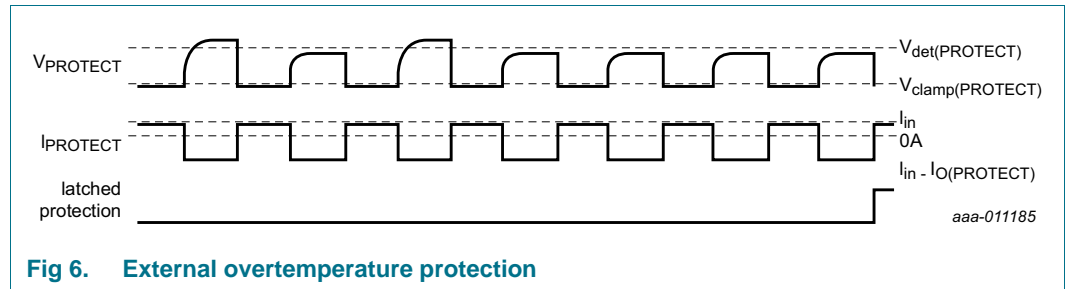 VPROTECT
Vdet(PROTECT)
Vclamp(PROTECT)
IPROTECT
Iin
0A
Iin - IO(PROTECT)
latched
protection
aaa-011185
Fig 6. External overtemperature protection